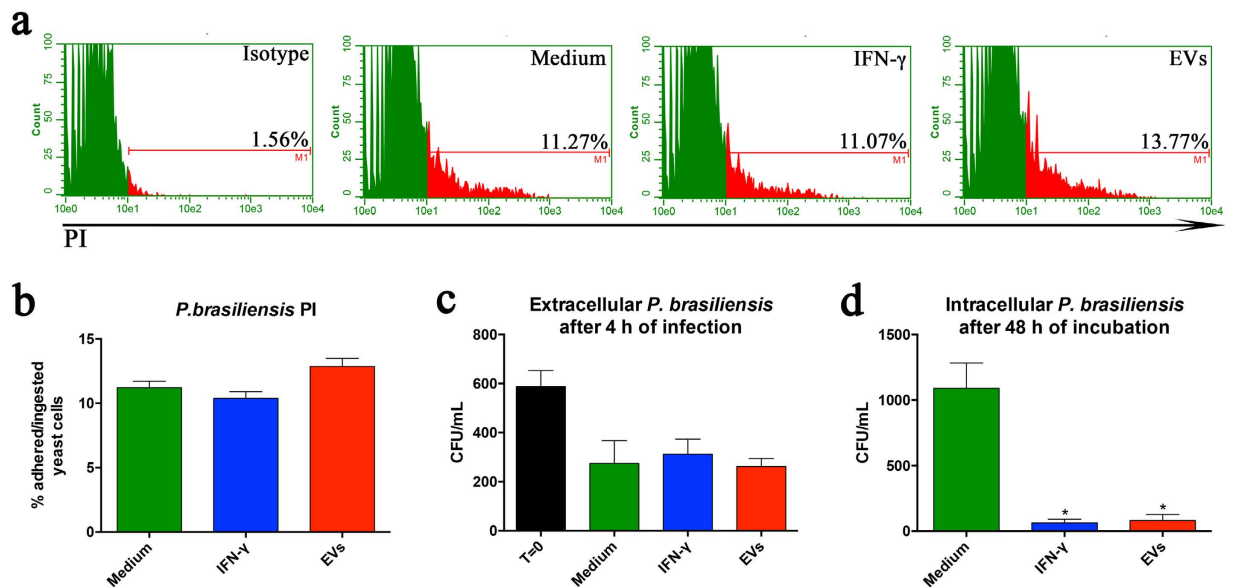 a
Isotype
Medium
IFN-γ
EVs
100
75
50
25
0
Count
1.56%
M1
10e0 10e1 10e2 10e3 10e4
100
75
50
25
0
Count
11.27%
M1
10e0 10e1 10e2 10e3 10e4
100
75
50
25
0
Count
11.07%
M1
10e0 10e1 10e2 10e3 10e4
100
75
50
25
0
Count
13.77%
M1
10e0 10e1 10e2 10e3 10e4
PI
b
P.brasiliensis PI
% adhered/ingested
yeast cells
15
10
5
0
Medium
IFN-γ
EVs
c
Extracellular P. brasiliensis
after 4 h of infection
CFU/mL
800
600
400
200
0
T=0
Medium
IFN-γ
EVs
d
Intracellular P. brasiliensis
after 48 h of incubation
CFU/mL
1500
1000
500
0
*
*
Medium
IFN-γ
EVs